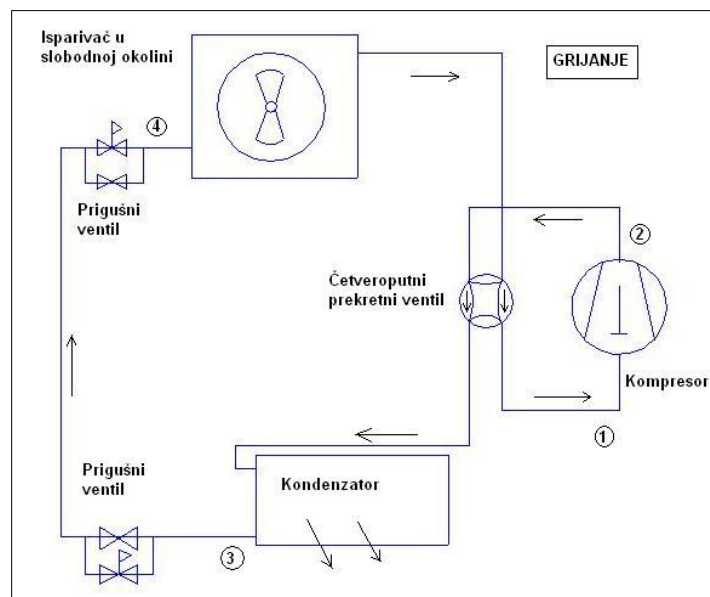 Isparivač u
slobodnoj okolini
GRIJANJE
4
Prigušni
ventil
2
Četveroputni
prekretni ventil
Kompresor
1
Prigušni
ventil
Kondenzator
3